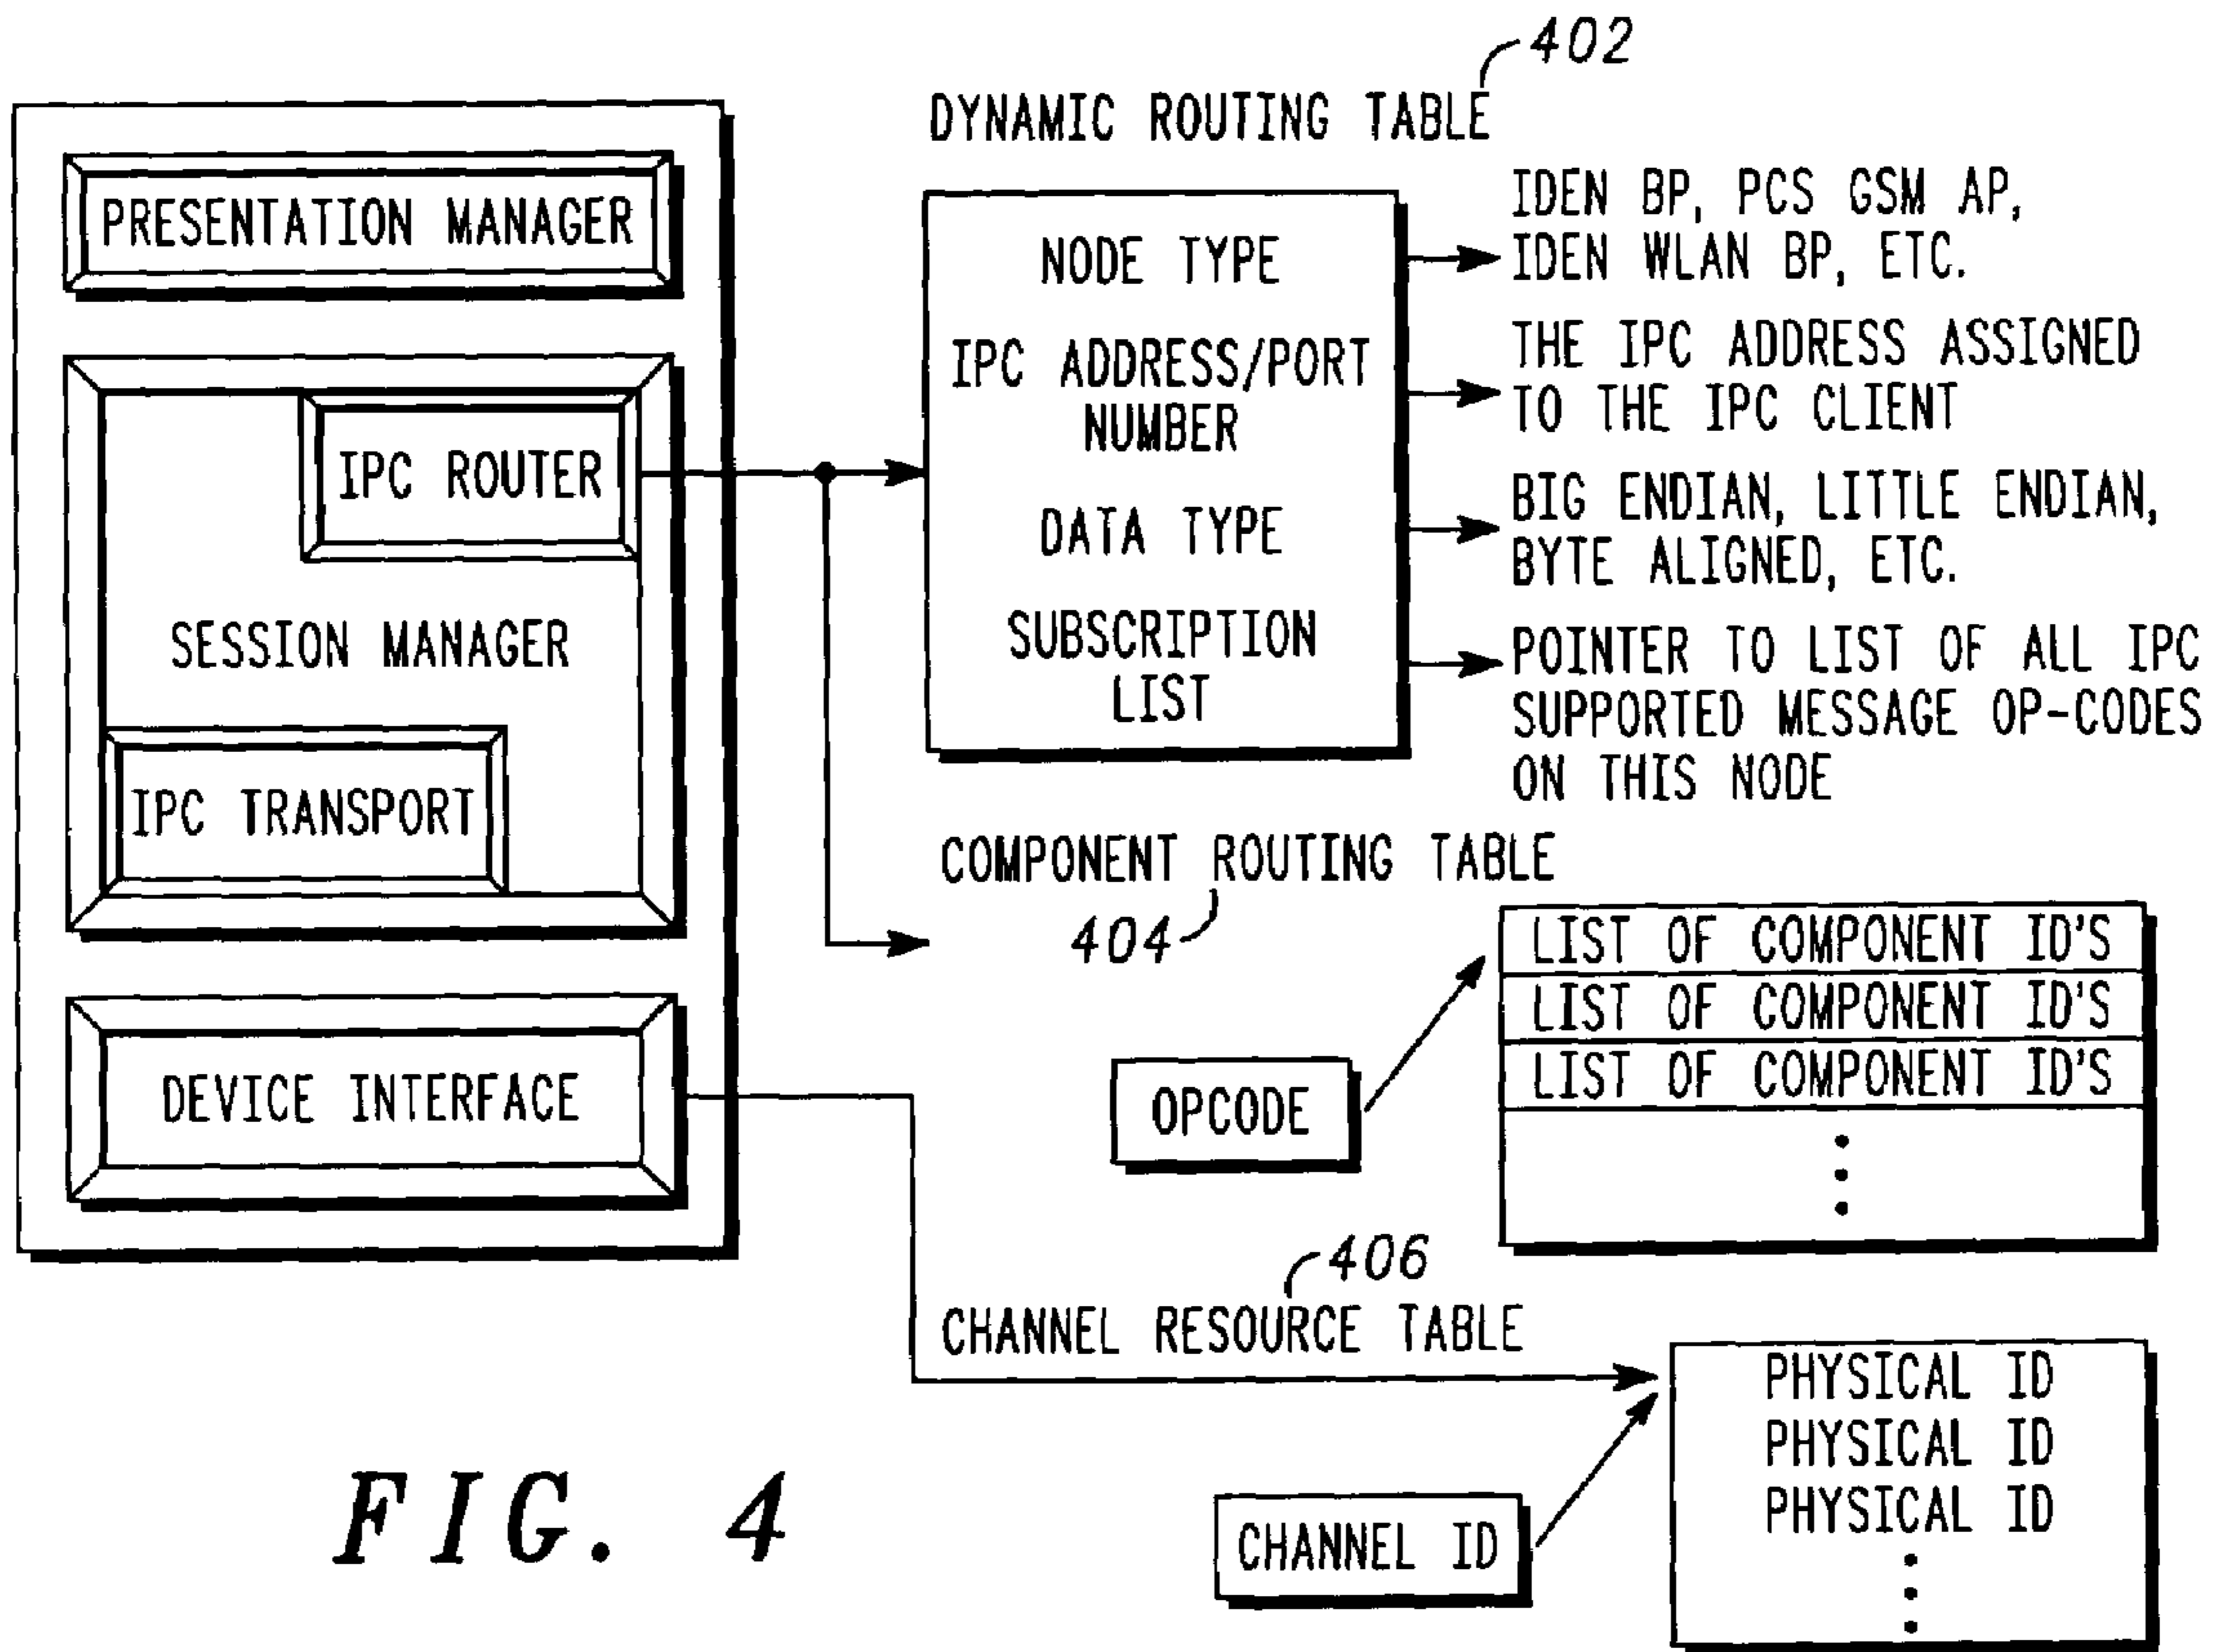 402
DYNAMIC ROUTING TABLE
PRESENTATION MANAGER
IPC ROUTER
SESSION MANAGER
IPC TRANSPORT
DEVICE INTERFACE
NODE TYPE
IPC ADDRESS/PORT
NUMBER
DATA TYPE
SUBSCRIPTION
LIST
IDEN BP, PCS GSM AP,
IDEN WLAN BP, ETC.
THE IPC ADDRESS ASSIGNED
TO THE IPC CLIENT
BIG ENDIAN, LITTLE ENDIAN,
BYTE ALIGNED, ETC.
POINTER TO LIST OF ALL IPC
SUPPORTED MESSAGE OP-CODES
ON THIS NODE
COMPONENT ROUTING TABLE
404
OPCODE
LIST OF COMPONENT ID'S
LIST OF COMPONENT ID'S
LIST OF COMPONENT ID'S
406
CHANNEL RESOURCE TABLE
CHANNEL ID
PHYSICAL ID
PHYSICAL ID
PHYSICAL ID
FIG. 4